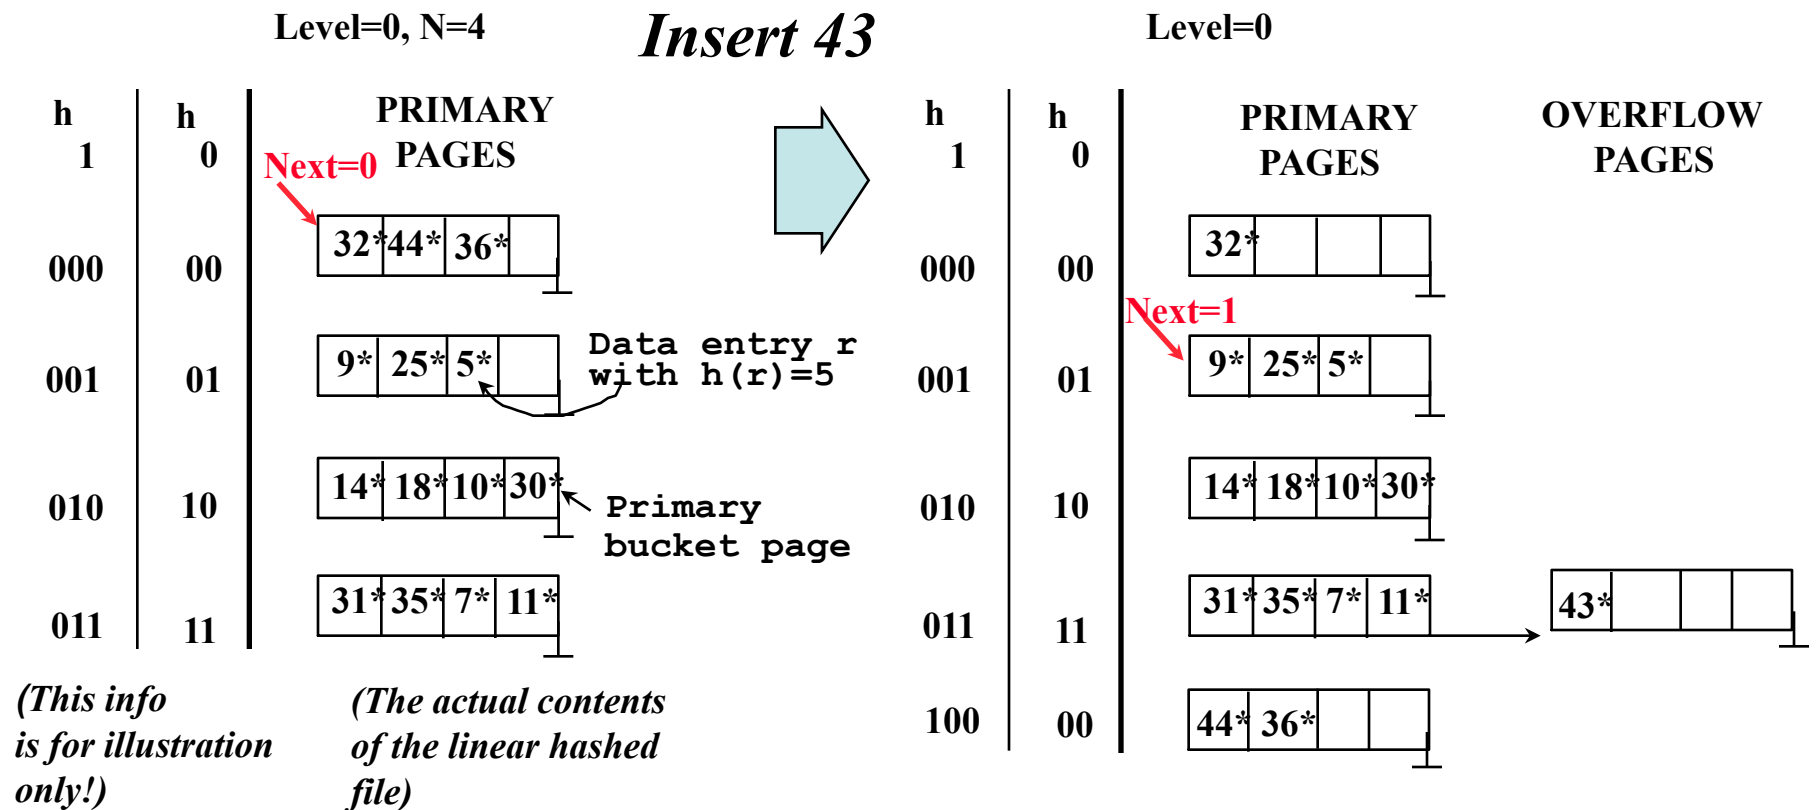 Level=0, N=4
Insert 43
Level=0
h
1
h
0
PRIMARY
PAGES
Next=0
32* 44* 36*
000
00
9* 25* 5*
Data entry r
with h(r)=5
001
01
14* 18* 10* 30*
010
10
Primary
bucket page
31* 35* 7* 11*
011
11
(This info
is for illustration
only!)
(The actual contents
of the linear hashed
file)
h
1
h
0
PRIMARY
PAGES
OVERFLOW
PAGES
32*
000
00
Next=1
9* 25* 5*
001
01
14* 18* 10* 30*
010
10
31* 35* 7* 11*
43*
011
11
44* 36*
100
00